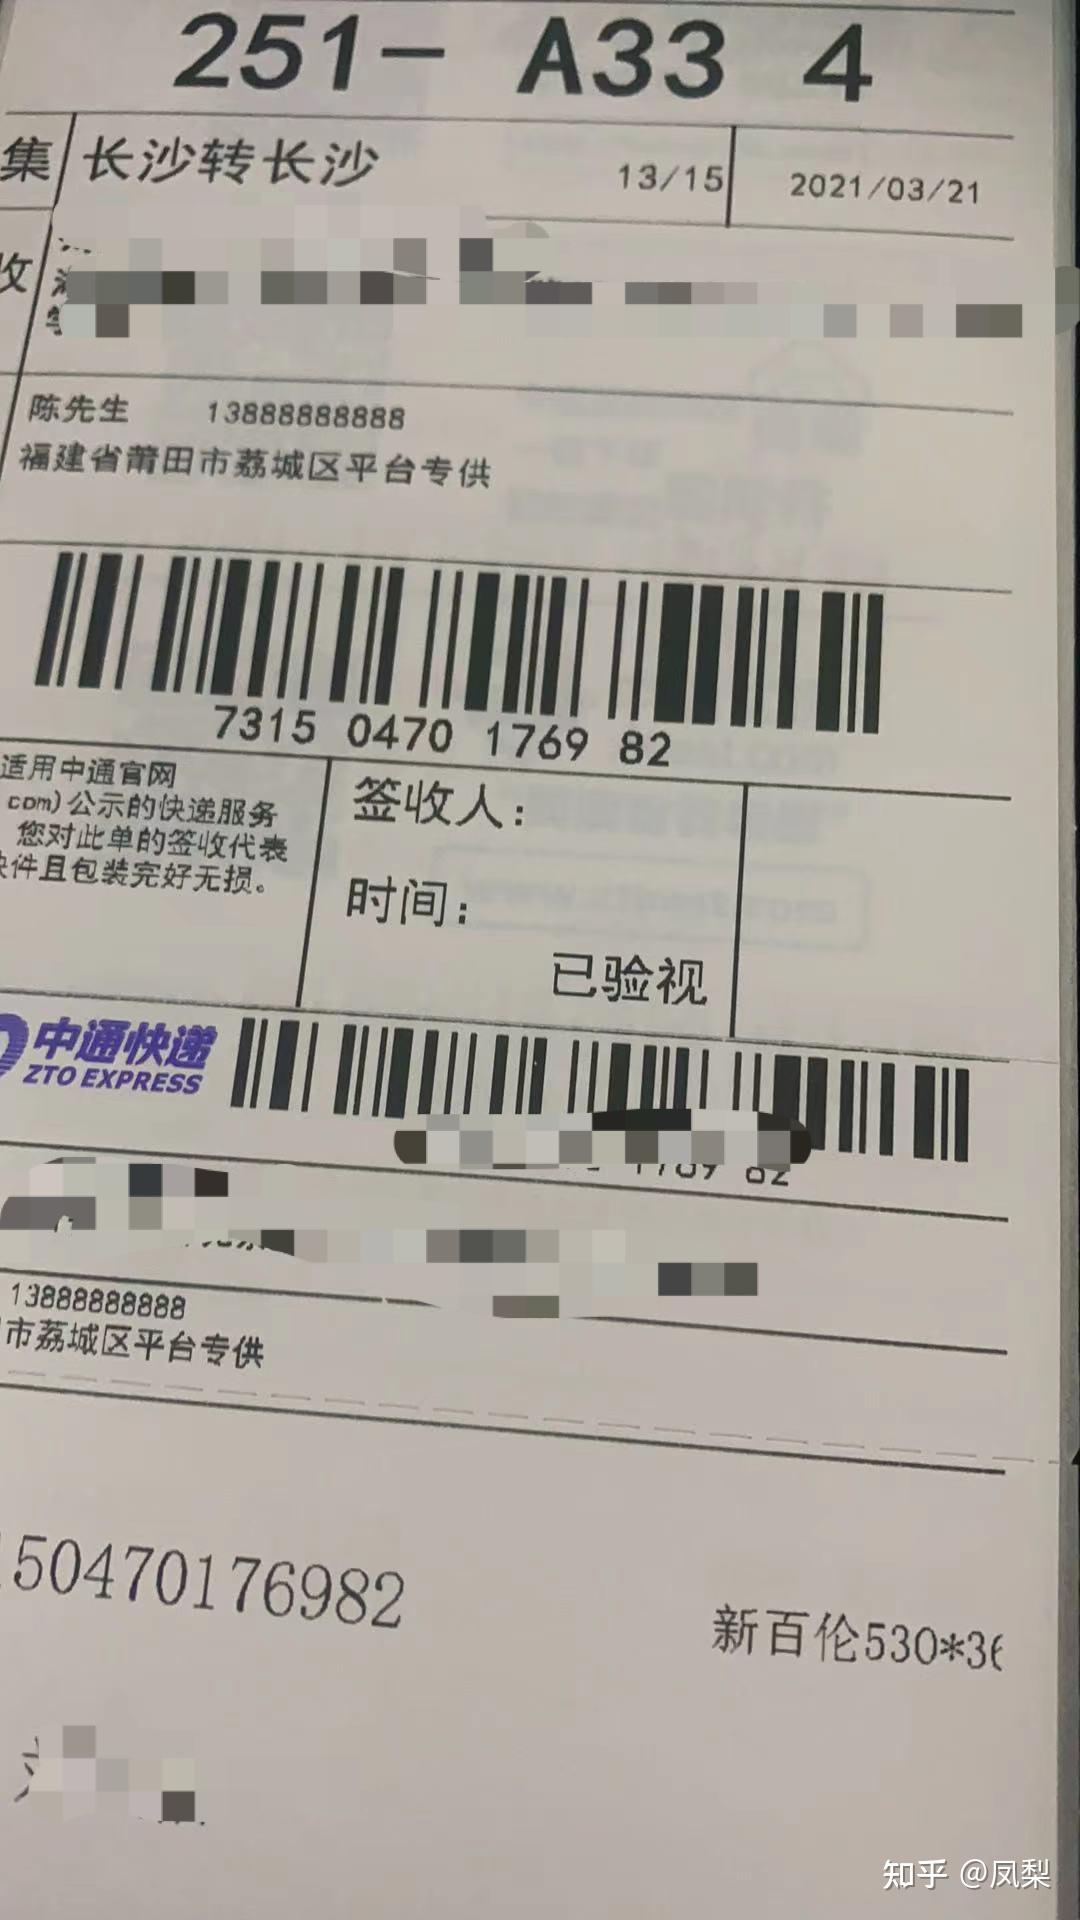 251- A33 4
集 长沙转长沙 13/15 2021/03/21
收
陈先生 13888888888
福建省莆田市荔城区平台专供
7315 0470 1769 82
适用中通官网
com)公示的快递服务
您对此单的签收代表
件且包装完好无损。
签收人:
时间:
已验视
中通快递
ZTO EXPRESS
1769 82
13888888888
市荔城区平台专供
150470176982
新百伦530*36
知乎 @凤梨